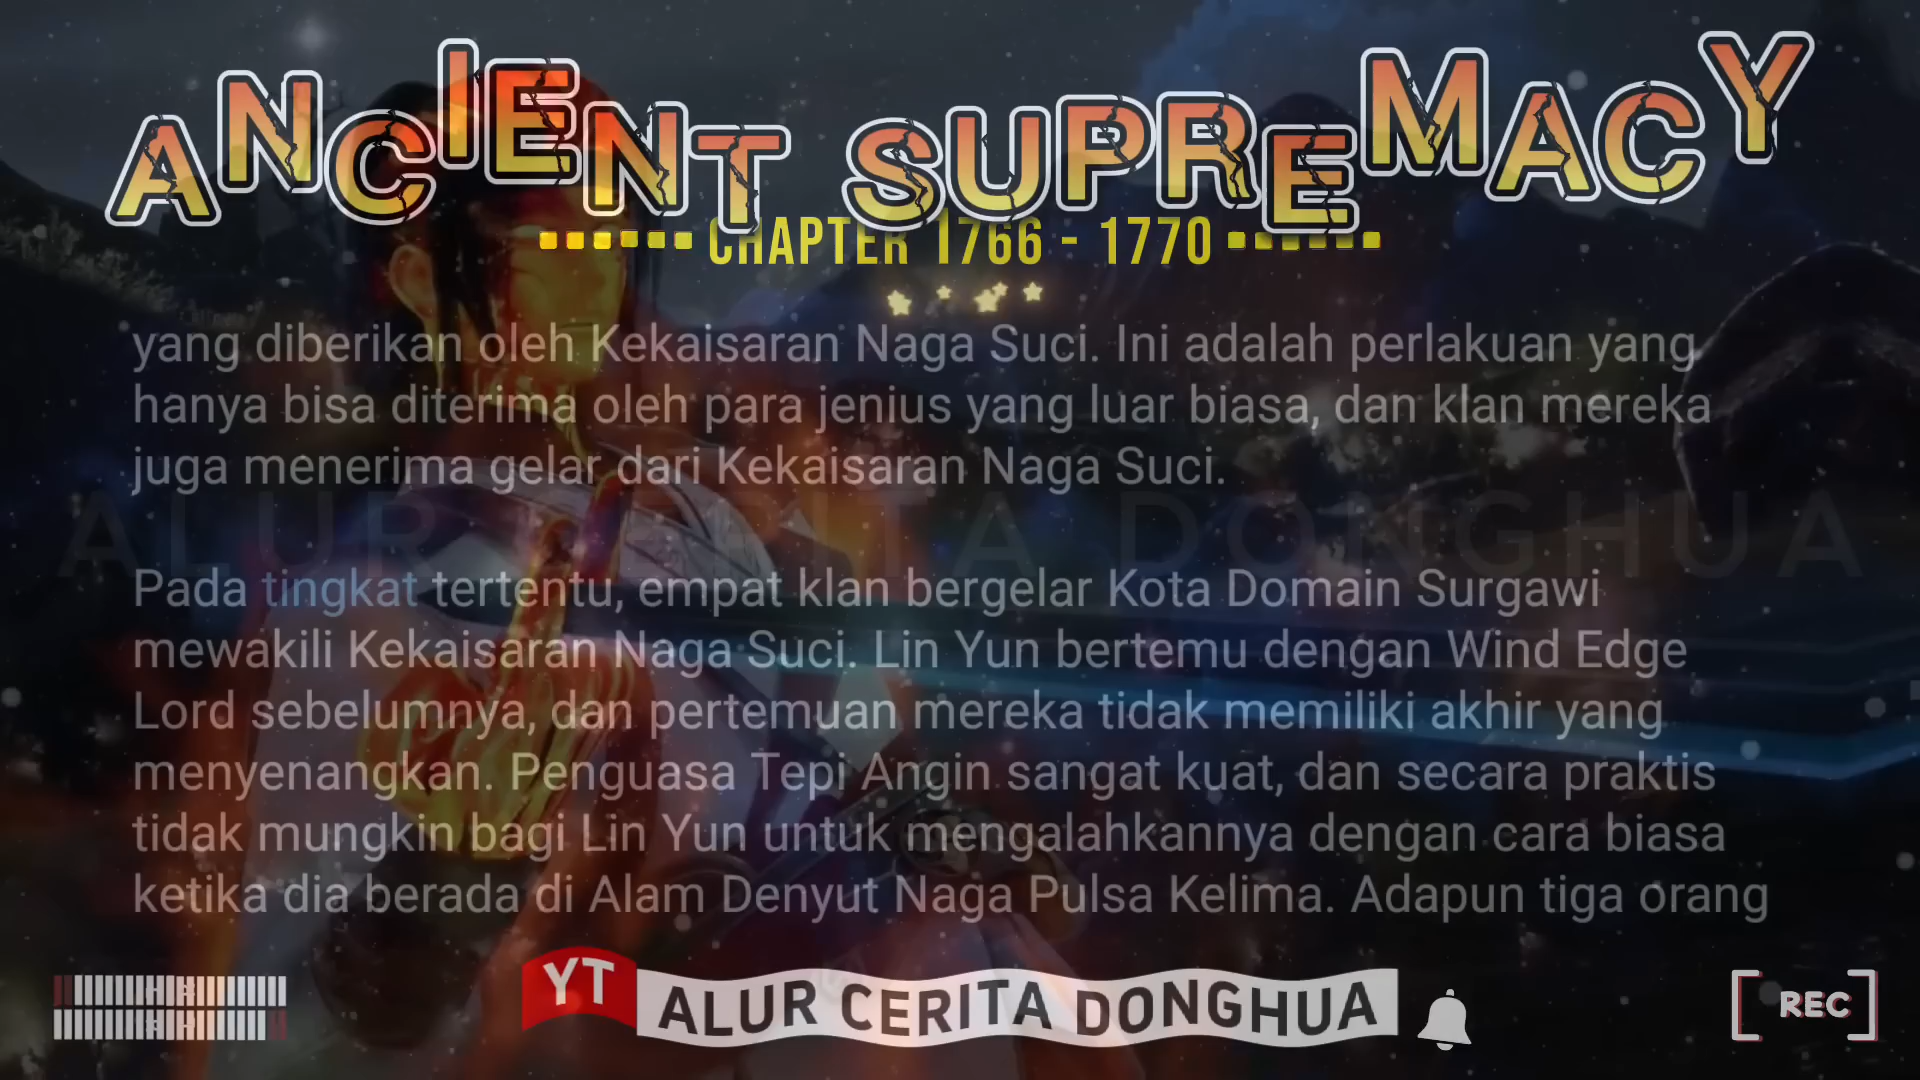 ANCIENT SUPREMACY
CHAPTER 1766 - 1770
yang diberikan oleh Kekaisaran Naga Suci. Ini adalah perlakuan yang
hanya bisa diterima oleh para jenius yang luar biasa, dan klan mereka
juga menerima gelar dari Kekaisaran Naga Suci.
ALUR CERITA DONGHUA
Pada tingkat tertentu, empat klan bergelar Kota Domain Surgawi
mewakili Kekaisaran Naga Suci. Lin Yun bertemu dengan Wind Edge
Lord sebelumnya, dan pertemuan mereka tidak memiliki akhir yang
menyenangkan. Penguasa Tepi Angin sangat kuat, dan secara praktis
tidak mungkin bagi Lin Yun untuk mengalahkannya dengan cara biasa
ketika dia berada di Alam Denyut Naga Pulsa Kelima. Adapun tiga orang
YT ALUR CERITA DONGHUA
REC